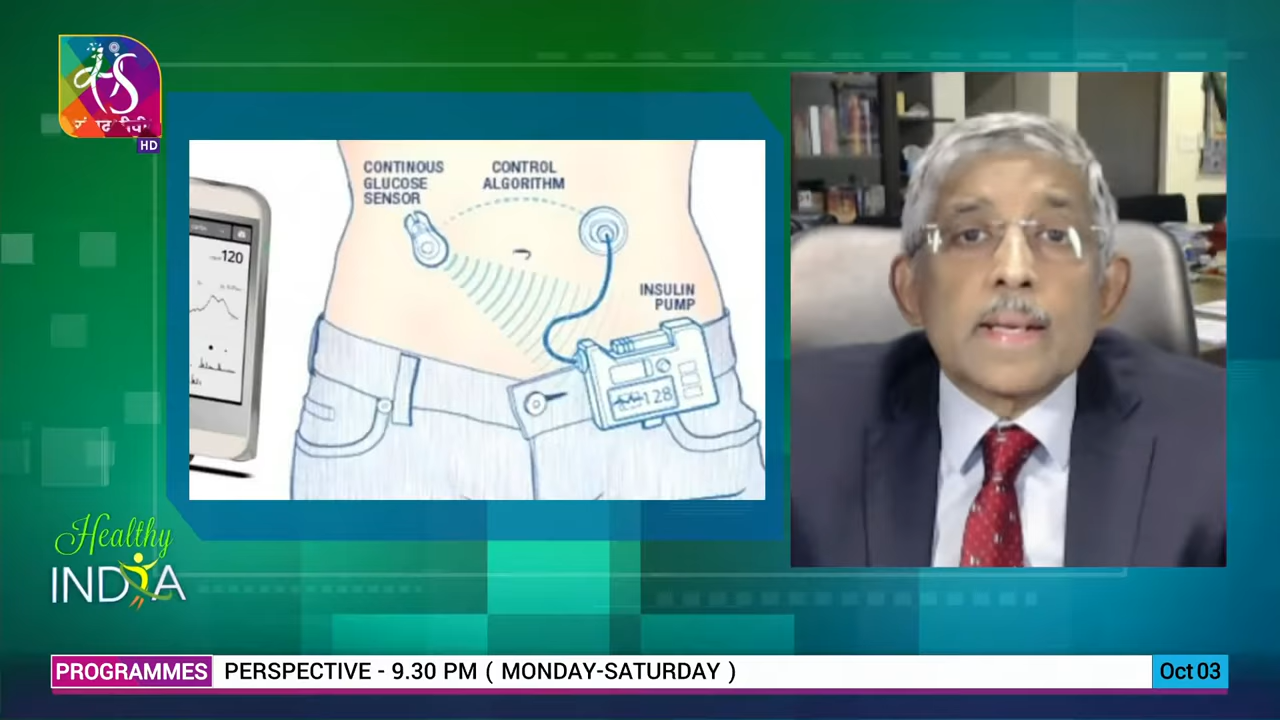 HD
CONTINOUS
GLUCOSE
SENSOR
CONTROL
ALGORITHM
120
INSULIN
PUMP
128
Healthy
INDIA
PROGRAMMES PERSPECTIVE - 9.30 PM ( MONDAY-SATURDAY ) Oct 03